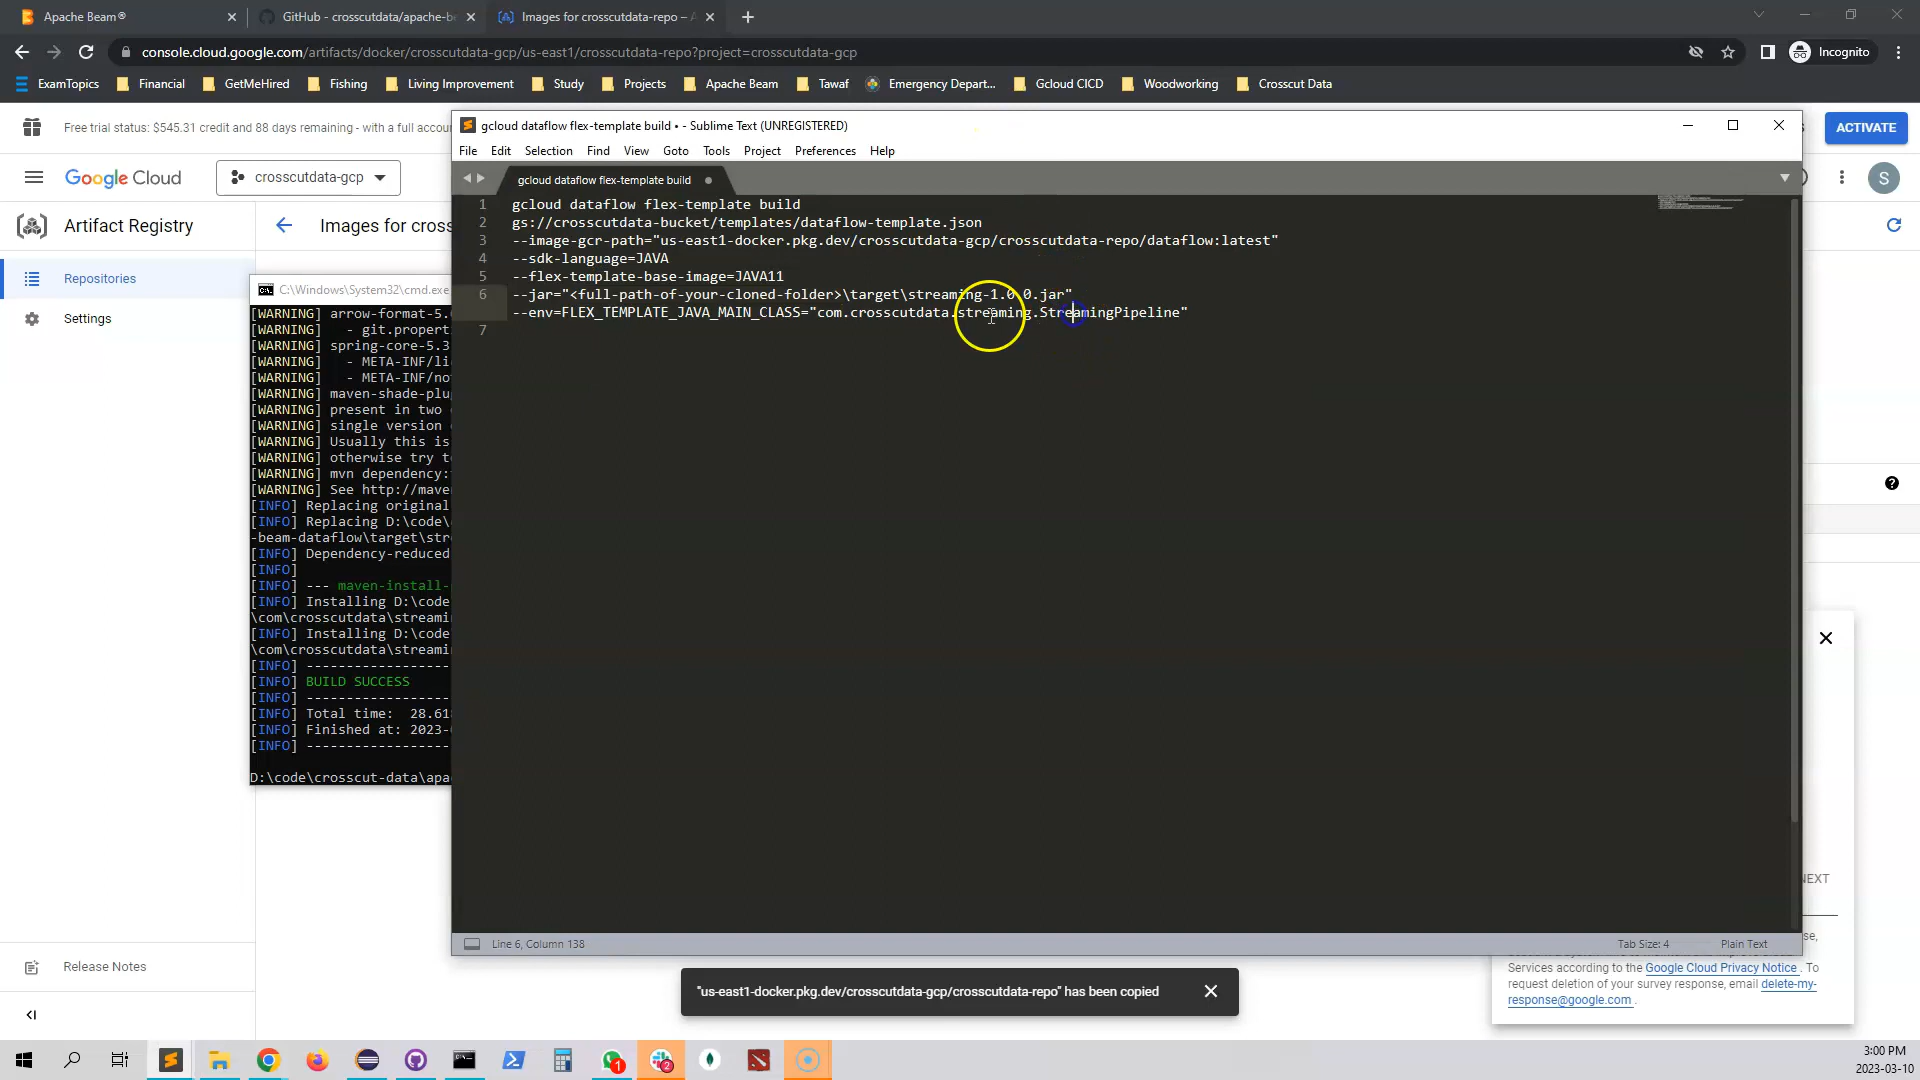 Apache Beam®
GitHub - crosscutdata/apache-be
Images for crosscutdata-repo – A
console.cloud.google.com/artifacts/docker/crosscutdata-gcp/us-east1/crosscutdata-repo?project=crosscutdata-gcp
Incognito
ExamTopics Financial GetMeHired Fishing Living Improvement Study Projects Apache Beam Tawaf Emergency Depart... Gcloud CICD Woodworking Crosscut Data
Free trial status: $545.31 credit and 88 days remaining - with a full accou
ACTIVATE
Google Cloud
crosscutdata-gcp
S
Artifact Registry
Images for cross
Repositories
Settings
Release Notes
C:\Windows\System32\cmd.exe
[WARNING] arrow-format-5.0
[WARNING] - git.properti
[WARNING] spring-core-5.3
[WARNING] - META-INF/li
[WARNING] - META-INF/no
[WARNING] maven-shade-plu
[WARNING] present in two
[WARNING] single version
[WARNING] Usually this is
[WARNING] otherwise try t
[WARNING] mvn dependency:
[WARNING] See http://mave
[INFO] Replacing original
[INFO] Replacing D:\code\
-beam-dataflow\target\str
[INFO] Dependency-reduced
[INFO]
[INFO] --- maven-install-
[INFO] Installing D:\code
\com\crosscutdata\streami
[INFO] Installing D:\code
\com\crosscutdata\streami
[INFO] ------------------
[INFO] BUILD SUCCESS
[INFO] ------------------
[INFO] Total time: 28.618
[INFO] Finished at: 2023-
[INFO] ------------------
D:\code\crosscut-data\apac
gcloud dataflow flex-template build • - Sublime Text (UNREGISTERED)
File Edit Selection Find View Goto Tools Project Preferences Help
gcloud dataflow flex-template build
1 gcloud dataflow flex-template build
2 gs://crosscutdata-bucket/templates/dataflow-template.json
3 --image-gcr-path="us-east1-docker.pkg.dev/crosscutdata-gcp/crosscutdata-repo/dataflow:latest"
4 --sdk-language=JAVA
5 --flex-template-base-image=JAVA11
6 --jar="<full-path-of-your-cloned-folder>\target\streaming-1.0.0.jar"
--env=FLEX_TEMPLATE_JAVA_MAIN_CLASS="com.crosscutdata.streaming.StreamingPipeline"
7
Line 6, Column 138
Tab Size: 4
Plain Text
NEXT
se,
Services according to the Google Cloud Privacy Notice . To
request deletion of your survey response, email delete-my-
response@google.com .
"us-east1-docker.pkg.dev/crosscutdata-gcp/crosscutdata-repo" has been copied
1
2
3:00 PM
2023-03-10